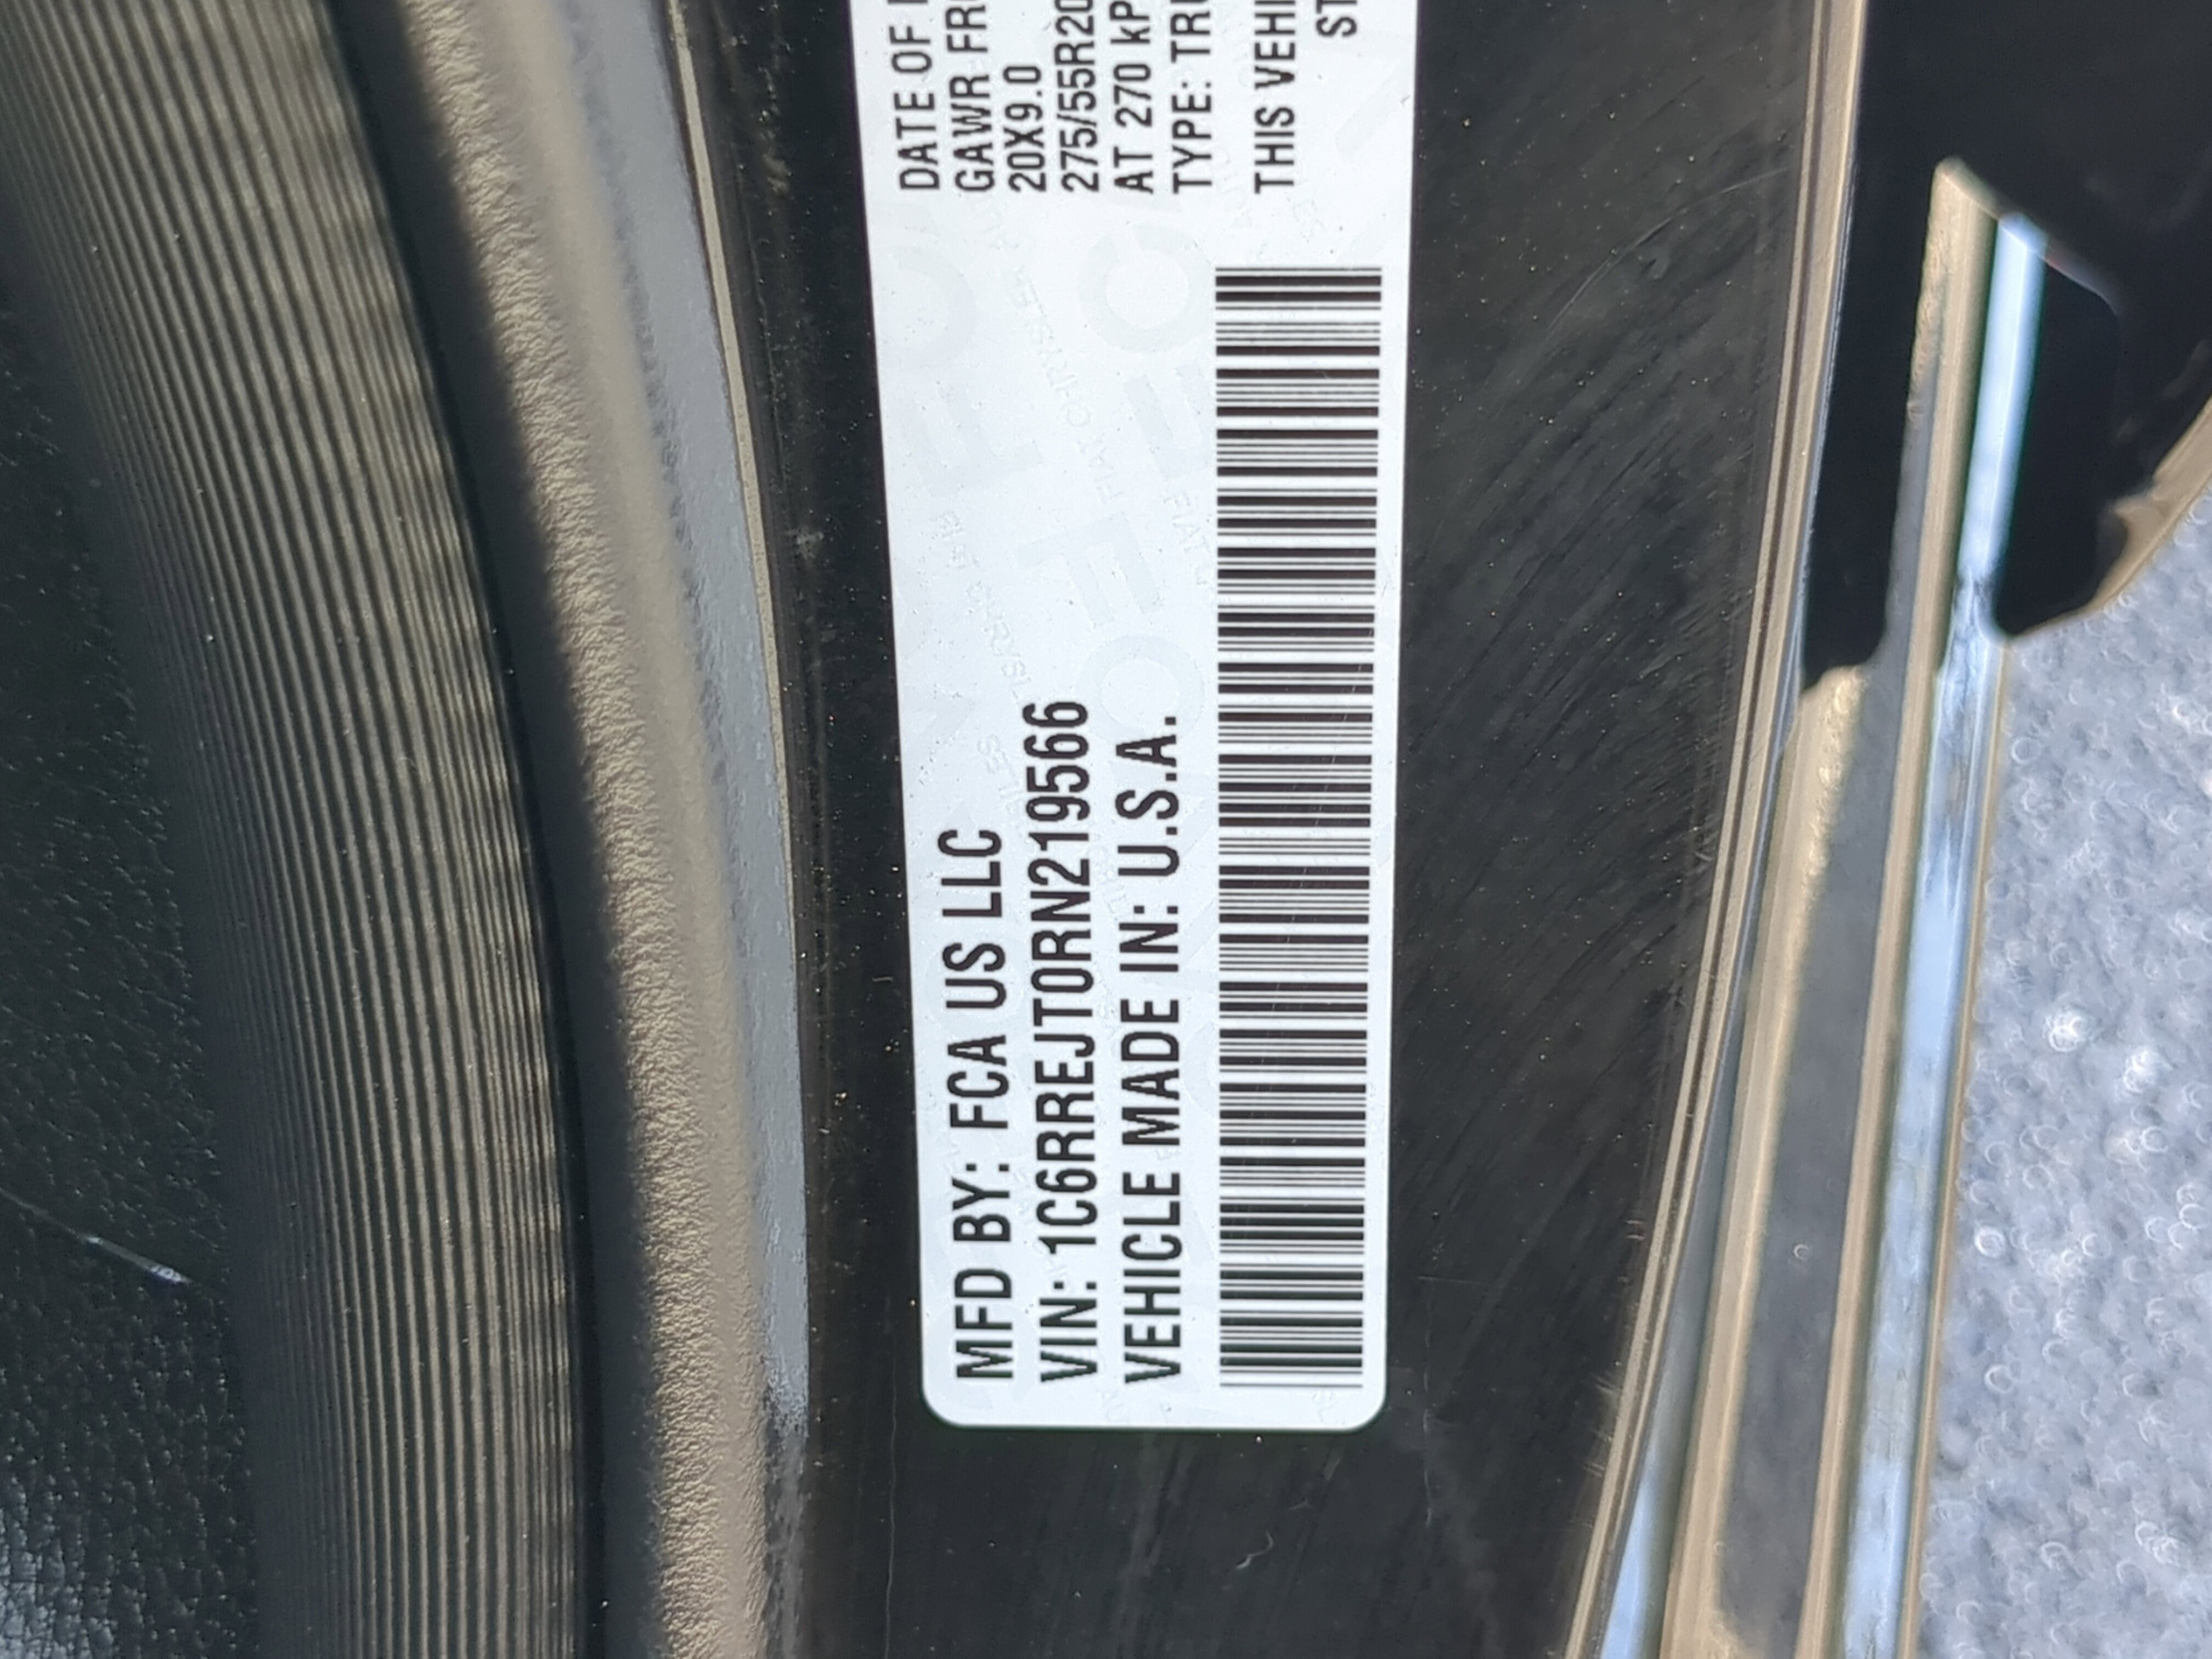 MFD BY: FCA US LLC
VIN: 1C6RREJT0RN219566
VEHICLE MADE IN: U.S.A.
DATE OF
GAWR FR
20X9.0
275/55R20
AT 270 kP
TYPE: TRU
THIS VEHI
ST